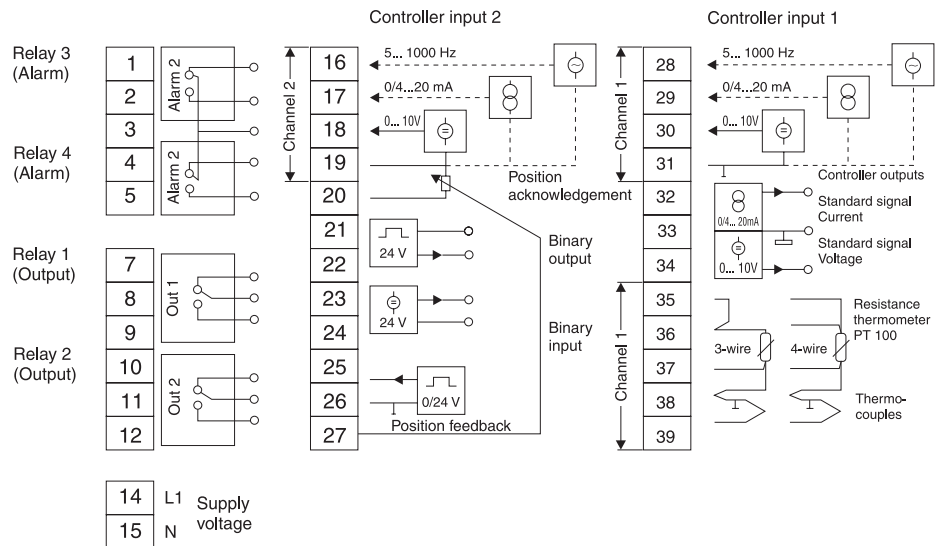 Controller input 2
Controller input 1
Relay 3
(Alarm)
Relay 4
(Alarm)
Relay 1
(Output)
Relay 2
(Output)
1
2
3
4
5
7
8
9
10
11
12
14 L1
15 N
Supply
voltage
Alarm 2
Alarm 2
Out 1
Out 2
Channel 2
16
17
18
19
20
21
22
23
24
25
26
27
5... 1000 Hz
0/4...20 mA
0... 10V
Position
acknowledgement
24 V
24 V
0/24 V
Position feedback
Binary
output
Binary
input
Channel 1
Channel 1
28
29
30
31
32
33
34
35
36
37
38
39
5... 1000 Hz
0/4...20 mA
0... 10V
Controller outputs
0/4... 20mA
Standard signal
Current
0... 10V
Standard signal
Voltage
Resistance
thermometer
PT 100
3-wire
4-wire
Thermo-
couples